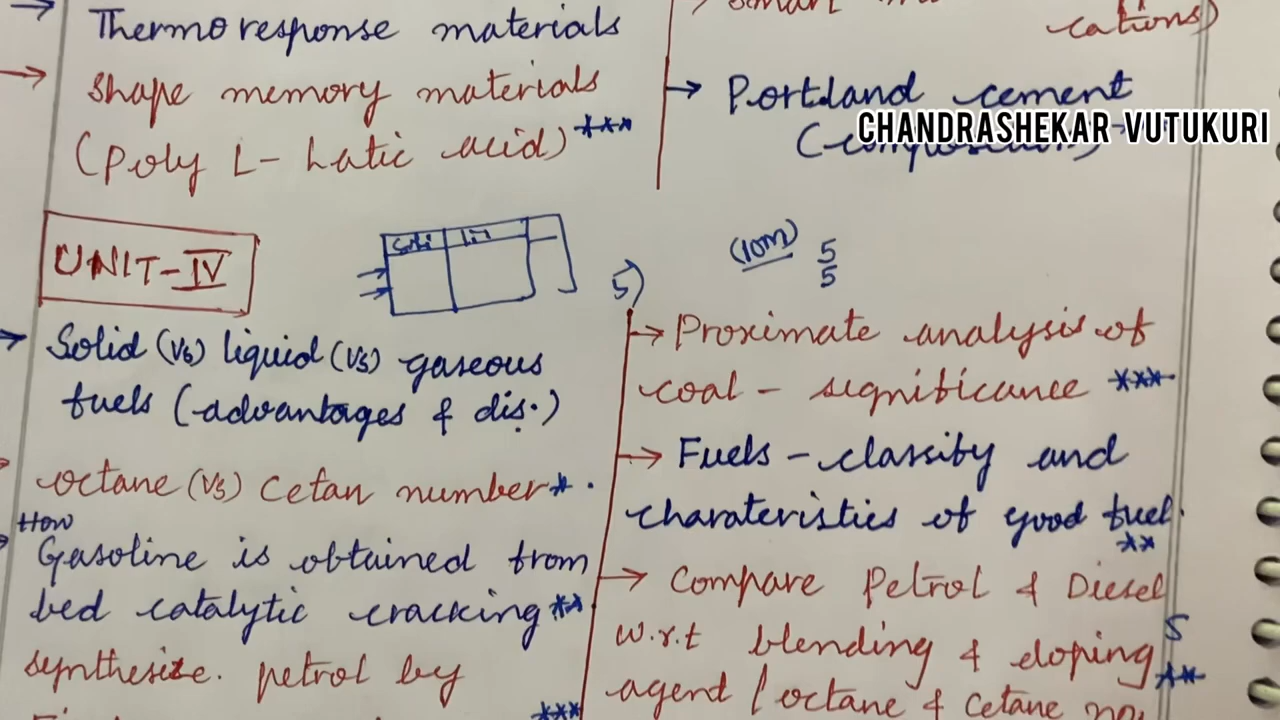 → Thermoresponse materials
→ Shape memory materials
(Poly L - Latic acid) ***
cations)
→ Portland cement
CHANDRASHEKAR VUTUKURI
UNIT-IV
(10m) 5
5
5)
→ Solid (vs) liquid (vs) gaseous
fuels (advantages & dis.)
octane (vs) Cetan number * .
How
Gasoline is obtained from
bed catalytic cracking **
synthesize. petrol by
***
→ Proximate analysis of
coal - significance ***
→ Fuels - classify and
charateristics of good fuel.
**
→ Compare Petrol & Diesel
w.r.t blending & doping 5
**
agent / octane & Cetane no.